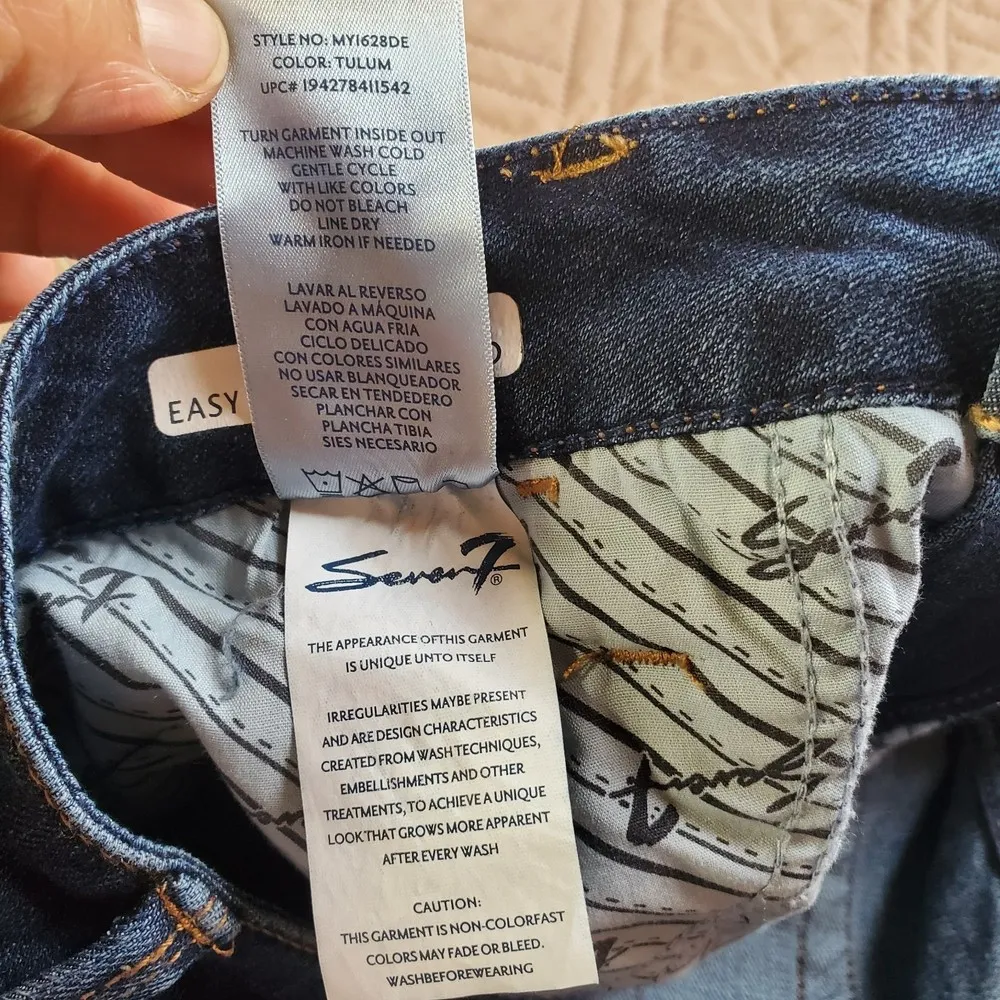 STYLE NO: MY1628DE
COLOR: TULUM
UPC# 194278411542
TURN GARMENT INSIDE OUT
MACHINE WASH COLD
GENTLE CYCLE
WITH LIKE COLORS
DO NOT BLEACH
LINE DRY
WARM IRON IF NEEDED
LAVAR AL REVERSO
LAVADO A MÁQUINA
CON AGUA FRIA
CICLO DELICADO
CON COLORES SIMILARES
NO USAR BLANQUEADOR
SECAR EN TENDEDERO
PLANCHAR CON
PLANCHA TIBIA
SIES NECESARIO
EASY
Seven7®
THE APPEARANCE OFTHIS GARMENT
IS UNIQUE UNTO ITSELF
IRREGULARITIES MAYBE PRESENT
AND ARE DESIGN CHARACTERISTICS
CREATED FROM WASH TECHNIQUES,
EMBELLISHMENTS AND OTHER
TREATMENTS, TO ACHIEVE A UNIQUE
LOOK THAT GROWS MORE APPARENT
AFTER EVERY WASH
CAUTION:
THIS GARMENT IS NON-COLORFAST
COLORS MAY FADE OR BLEED.
WASHBEFOREWEARING